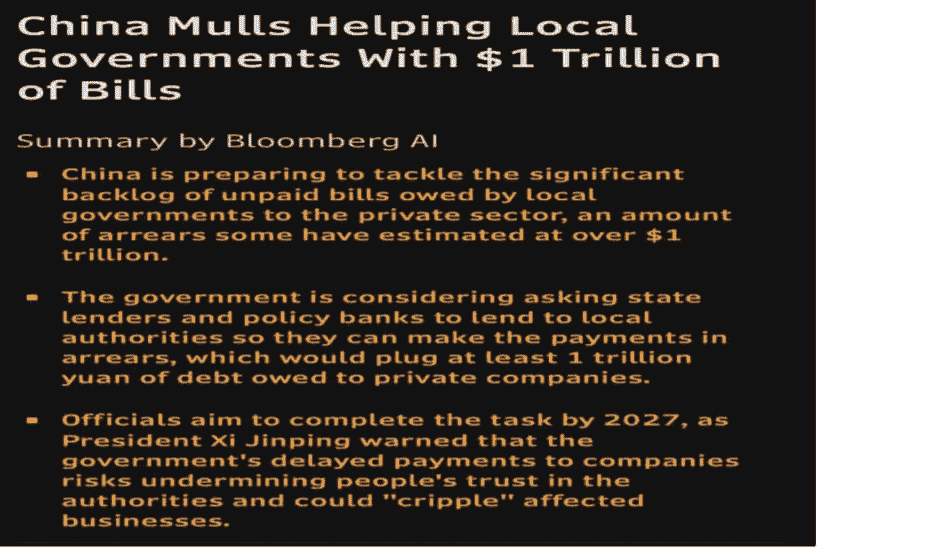 China Mulls Helping Local
Governments With $1 Trillion
of Bills
Summary by Bloomberg AI
China is preparing to tackle the significant
backlog of unpaid bills owed by local
governments to the private sector, an amount
of arrears some have estimated at over $1
trillion.
The government is considering asking state
lenders and policy banks to lend to local
authorities so they can make the payments in
arrears, which would plug at least 1 trillion
yuan of debt owed to private companies.
Officials aim to complete the task by 2027, as
President Xi Jinping warned that the
government's delayed payments to companies
risks undermining people's trust in the
authorities and could "cripple" affected
businesses.